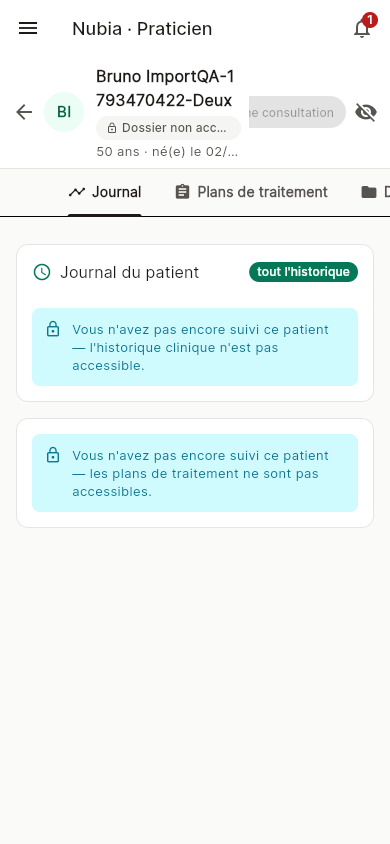 Nubia · Praticien
1
Bruno ImportQA-1
793470422-Deux
BI
Dossier non acc...
consultation
50 ans · né(e) le 02/...
Journal
Plans de traitement
D
Journal du patient
tout l'historique
Vous n'avez pas encore suivi ce patient
— l'historique clinique n'est pas
accessible.
Vous n'avez pas encore suivi ce patient
— les plans de traitement ne sont pas
accessibles.